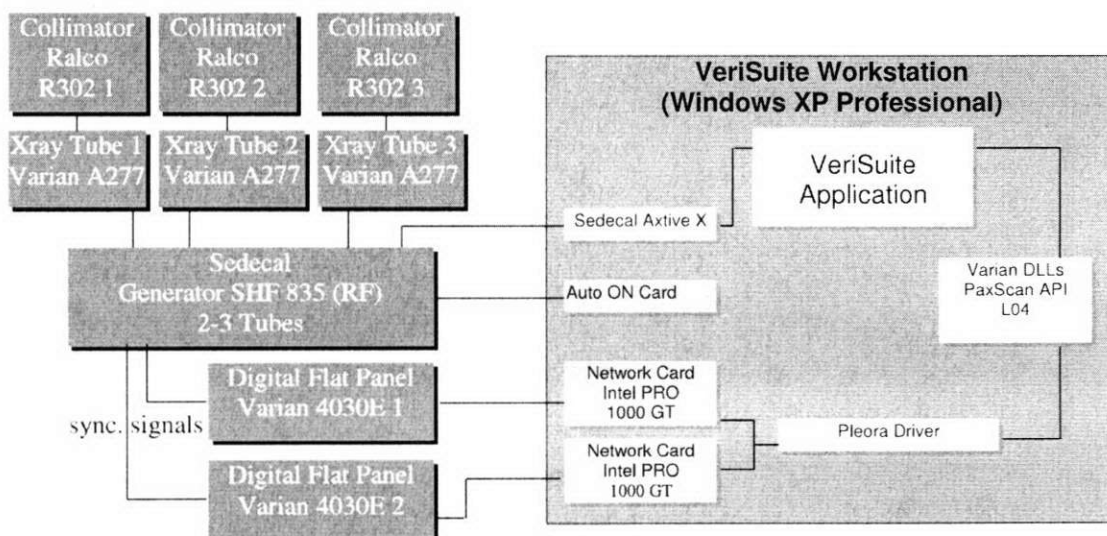 Collimator
Ralco
R302 1
Collimator
Ralco
R302 2
Collimator
Ralco
R302 3
Xray Tube 1
Varian A277
Xray Tube 2
Varian A277
Xray Tube 3
Varian A277
Sedecal
Generator SHF 835 (RF)
2-3 Tubes
Digital Flat Panel
Varian 4030E 1
sync. signals
Digital Flat Panel
Varian 4030E 2
VeriSuite Workstation
(Windows XP Professional)
VeriSuite
Application
Sedecal Axtive X
Auto ON Card
Varian DLLs
PaxScan API
L04
Network Card
Intel PRO
1000 GT
Pleora Driver
Network Card
Intel PRO
1000 GT